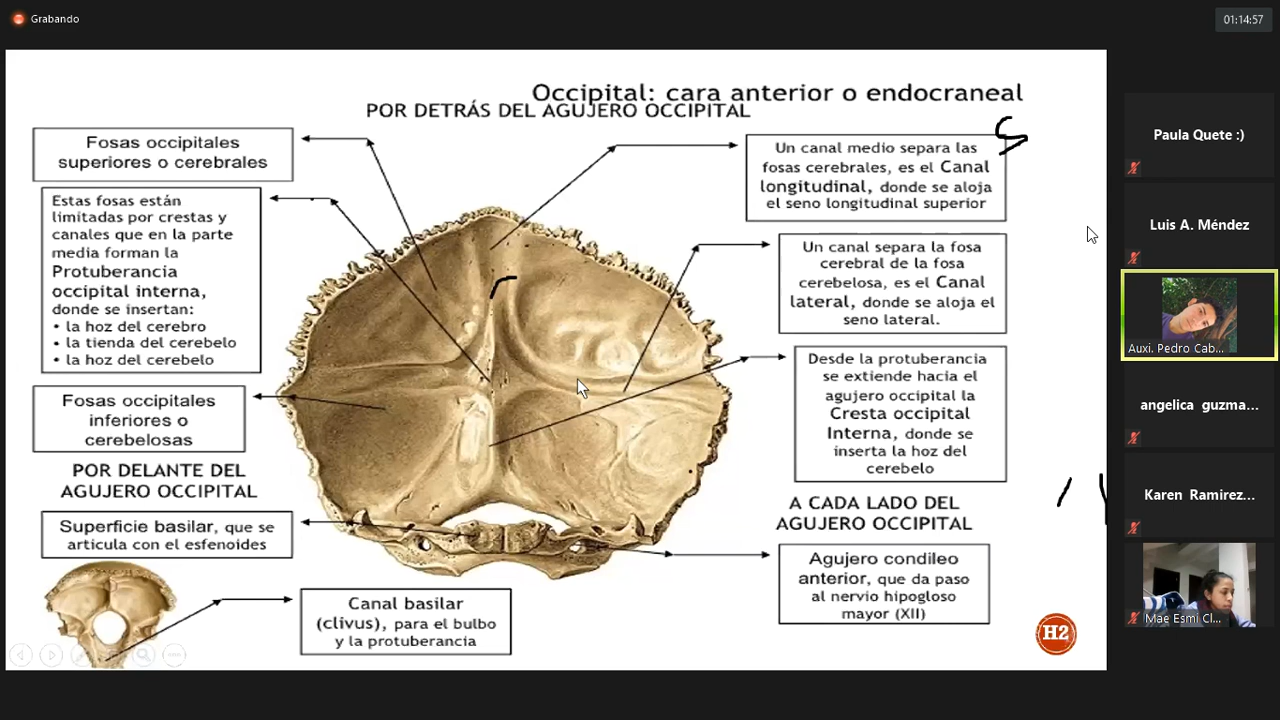 Grabando
01:14:57
Occipital: cara anterior o endocraneal
POR DETRÁS DEL AGUJERO OCCIPITAL
Fosas occipitales
superiores o cerebrales
Estas fosas están
limitadas por crestas y
canales que en la parte
media forman la
Protuberancia
occipital interna,
donde se insertan:
• la hoz del cerebro
• la tienda del cerebelo
• la hoz del cerebelo
Fosas occipitales
inferiores o
cerebelosas
POR DELANTE DEL
AGUJERO OCCIPITAL
Superficie basilar, que se
articula con el esfenoides
Canal basilar
(clivus), para el bulbo
y la protuberancia
Un canal medio separa las
fosas cerebrales, es el Canal
longitudinal, donde se aloja
el seno longitudinal superior
Un canal separa la fosa
cerebral de la fosa
cerebelosa, es el Canal
lateral, donde se aloja el
seno lateral.
Desde la protuberancia
se extiende hacia el
agujero occipital la
Cresta occipital
Interna, donde se
inserta la hoz del
cerebelo
A CADA LADO DEL
AGUJERO OCCIPITAL
Agujero condileo
anterior, que da paso
al nervio hipogloso
mayor (XII)
H2
Paula Quete :)
Luis A. Méndez
Auxi. Pedro Cab...
angelica guzma...
Karen Ramirez...
Mae Esmi Cl...